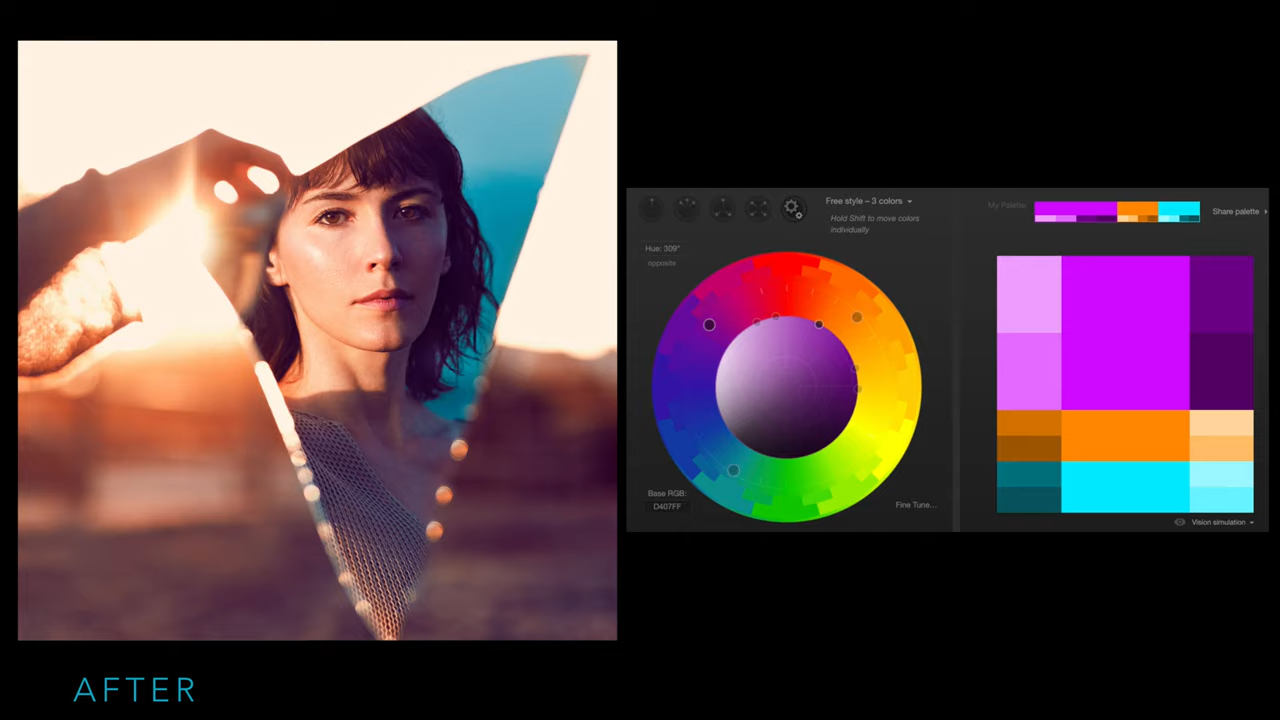 Free style – 3 colors
Hold Shift to move colors
individually
Hue: 309°
opposite
Base RGB:
D407FF
Fine Tune...
My Palette:
Share palette
Vision simulation
AFTER